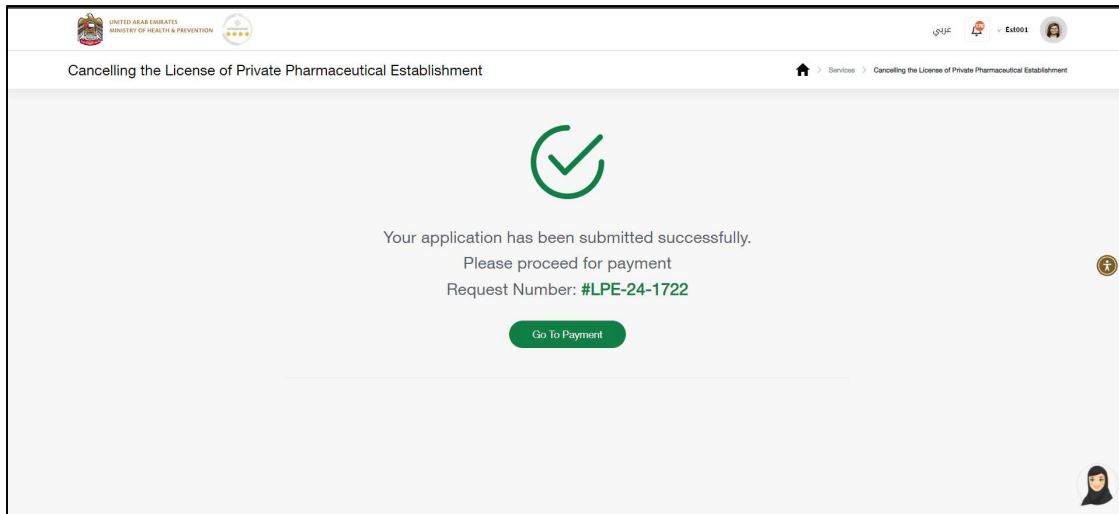 UNITED ARAB EMIRATES
MINISTRY OF HEALTH & PREVENTION
عربي
Est001
Cancelling the License of Private Pharmaceutical Establishment
> Services > Cancelling the License of Private Pharmaceutical Establishment
Your application has been submitted successfully.
Please proceed for payment
Request Number: #LPE-24-1722
Go To Payment